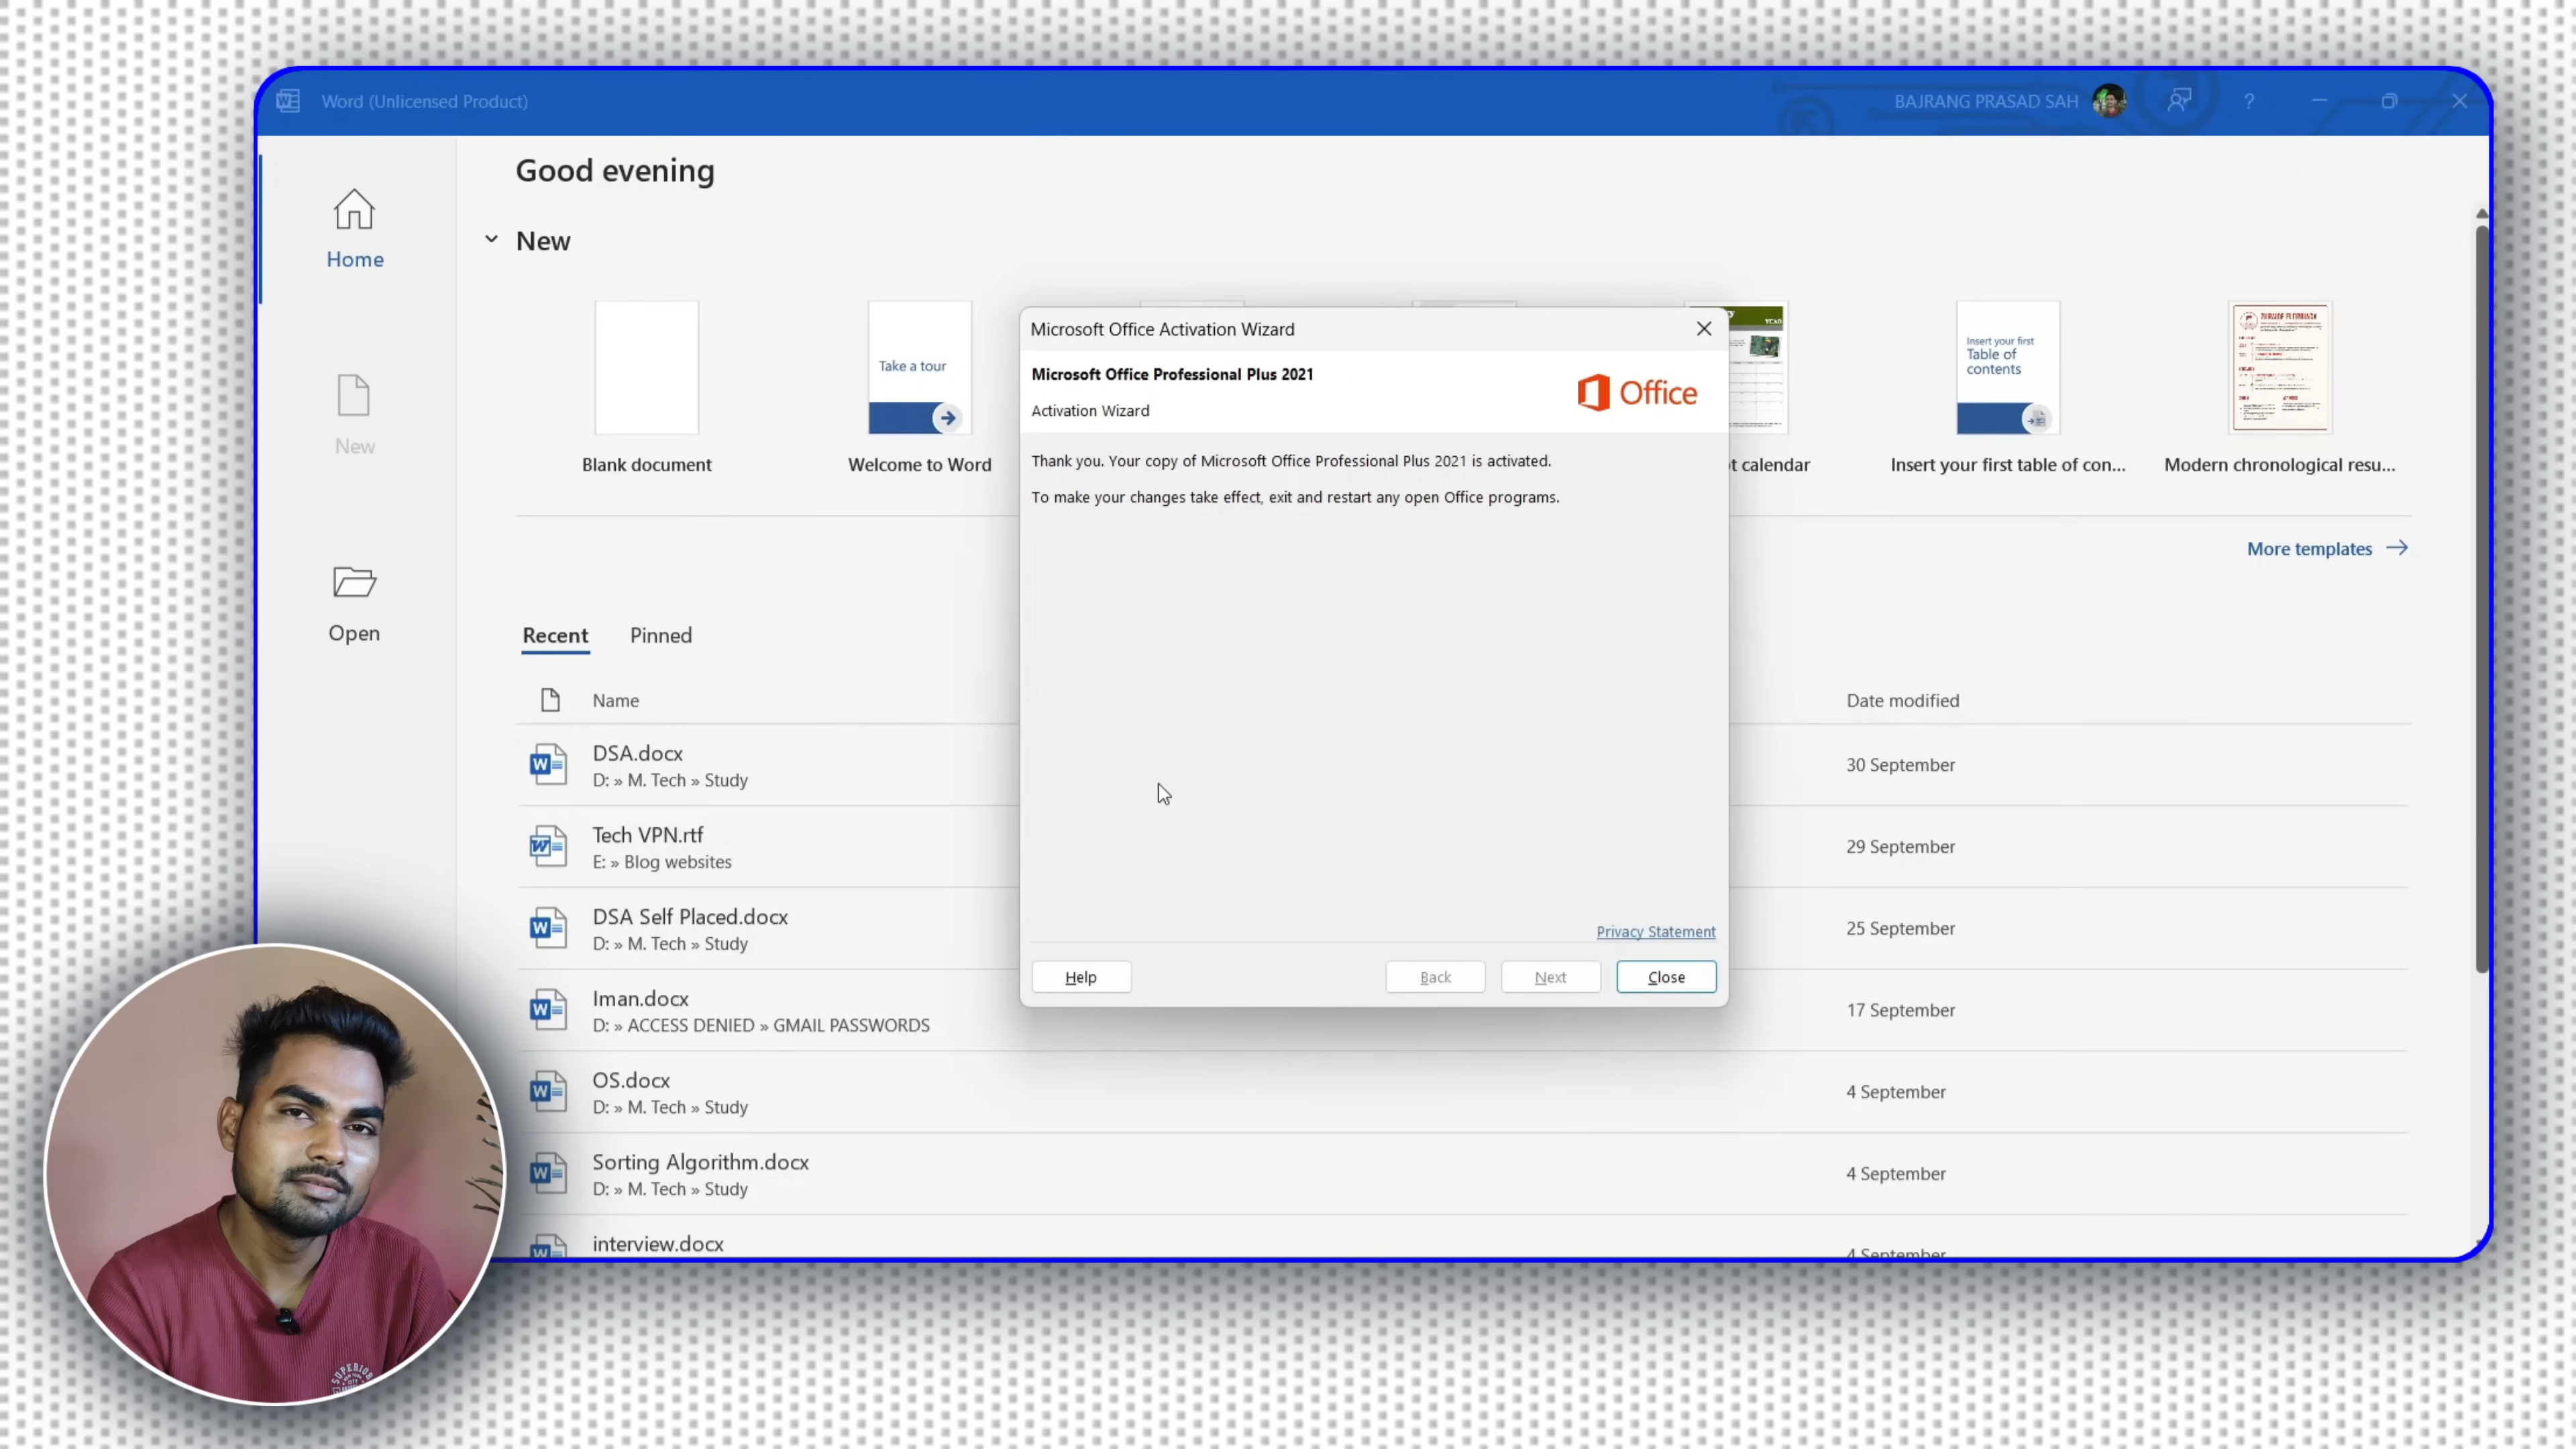 Word (Unlicensed Product)
BAJRANG PRASAD SAH
?
Good evening
New
Home
New
Open
Take a tour
Insert your first
Table of
contents
Blank document
Welcome to Word
t calendar
Insert your first table of con...
Modern chronological resu...
More templates
Microsoft Office Activation Wizard
Microsoft Office Professional Plus 2021
Activation Wizard
Office
Thank you. Your copy of Microsoft Office Professional Plus 2021 is activated.
To make your changes take effect, exit and restart any open Office programs.
Privacy Statement
Help
Back
Next
Close
Recent
Pinned
Name
Date modified
DSA.docx
D: » M. Tech » Study
30 September
Tech VPN.rtf
E: » Blog websites
29 September
DSA Self Placed.docx
D: » M. Tech » Study
25 September
Iman.docx
D: » ACCESS DENIED » GMAIL PASSWORDS
17 September
OS.docx
D: » M. Tech » Study
4 September
Sorting Algorithm.docx
D: » M. Tech » Study
4 September
interview.docx
4 September
SUPERIOR